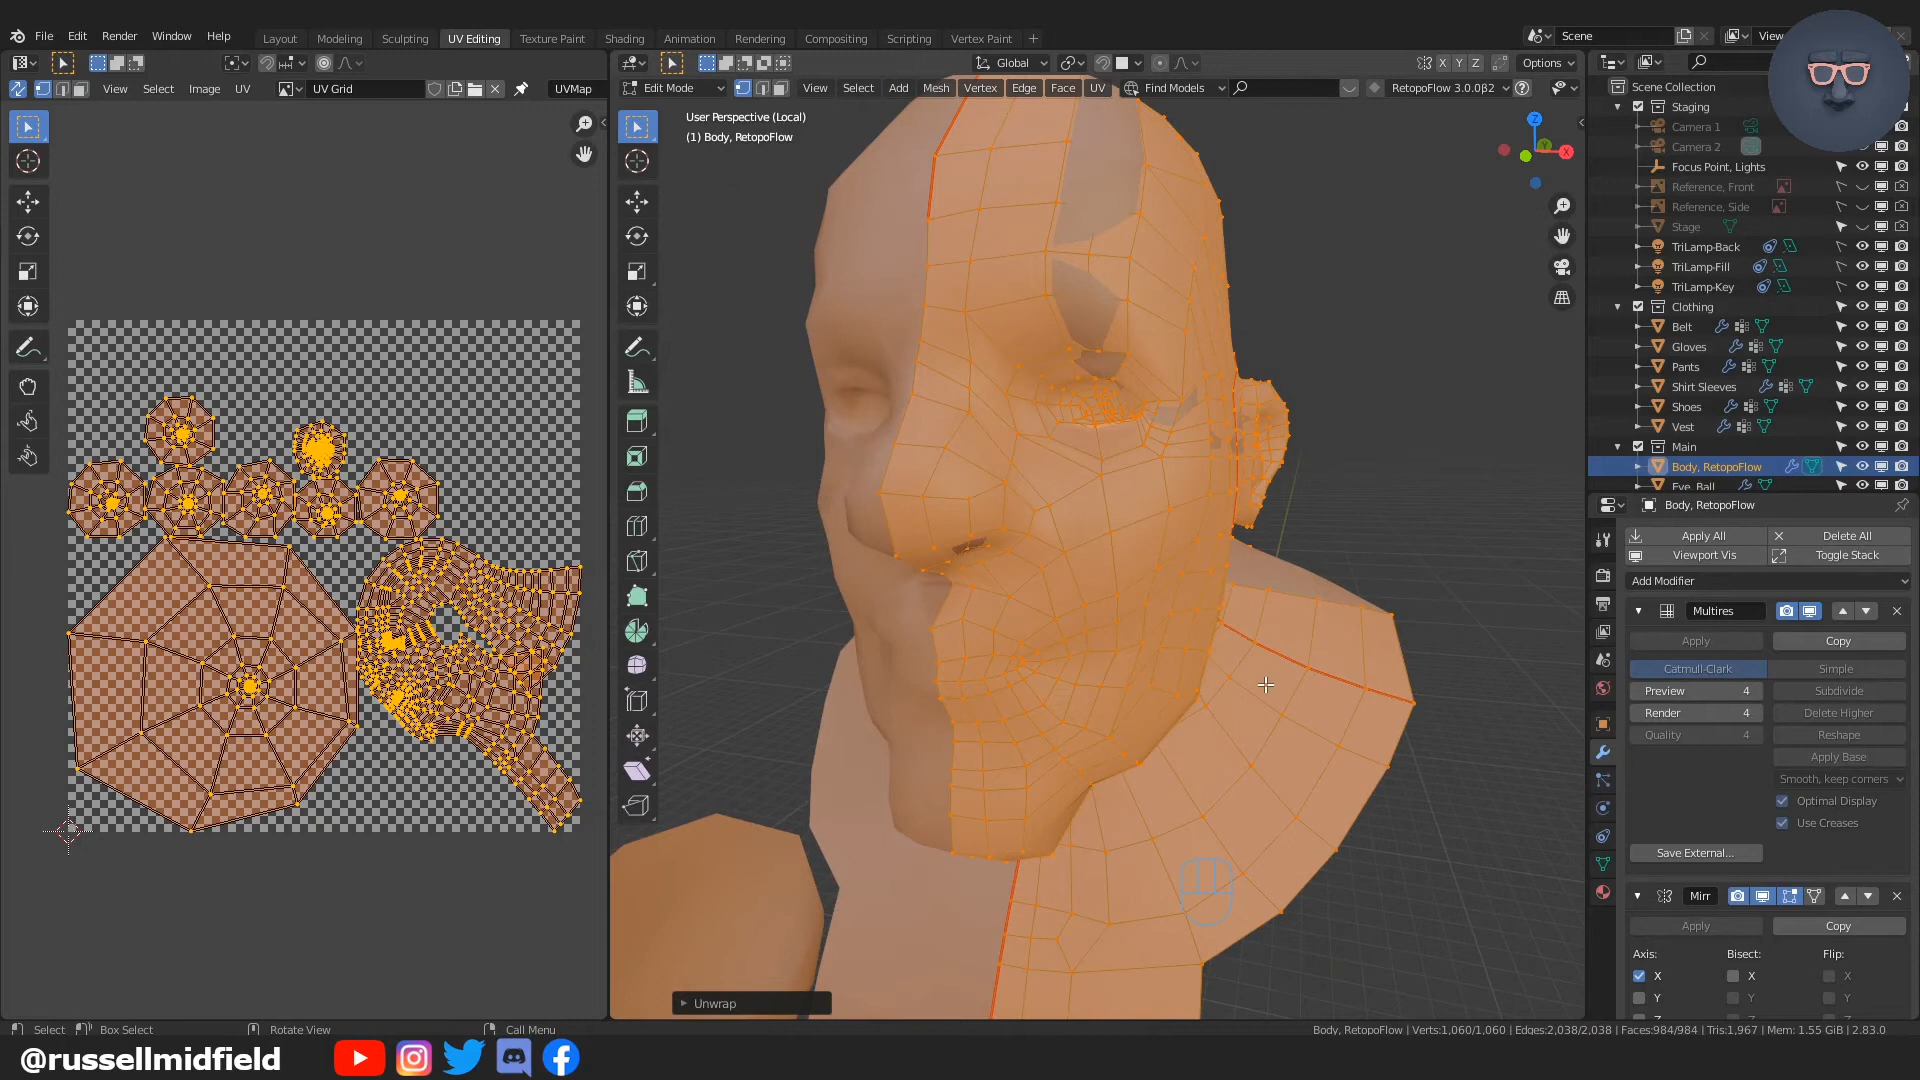 File Edit Render Window Help
Layout Modeling Sculpting UV Editing Texture Paint Shading Animation Rendering Compositing Scripting Vertex Paint +
Scene
View
Global
X Y Z
Options
View Select Image UV
UV Grid
UVMap
Edit Mode
View Select Add Mesh Vertex Edge Face UV
Find Models
RetopoFlow 3.0.0β2
User Perspective (Local)
(1) Body, RetopoFlow
Z
Y
X
Scene Collection
Staging
Camera 1
Camera 2
Focus Point, Lights
Reference, Front
Reference, Side
Stage
TriLamp-Back
TriLamp-Fill
TriLamp-Key
Clothing
Belt
Gloves
Pants
Shirt Sleeves
Shoes
Vest
Main
Body, RetopoFlow
Eye, Ball
Body, RetopoFlow
Apply All
Delete All
Viewport Vis
Toggle Stack
Add Modifier
Multires
Apply
Copy
Catmull-Clark
Simple
Preview 4
Subdivide
Render 4
Delete Higher
Quality 4
Reshape
Apply Base
Smooth, keep corners
Optimal Display
Use Creases
Save External...
Mirr
Apply
Copy
Axis: Bisect: Flip:
X X X
Y Y Y
Unwrap
Select Box Select Rotate View Call Menu
Body, RetopoFlow | Verts:1,060/1,060 | Edges:2,038/2,038 | Faces:984/984 | Tris:1,967 | Mem: 1.55 GiB | 2.83.0
@russellmidfield